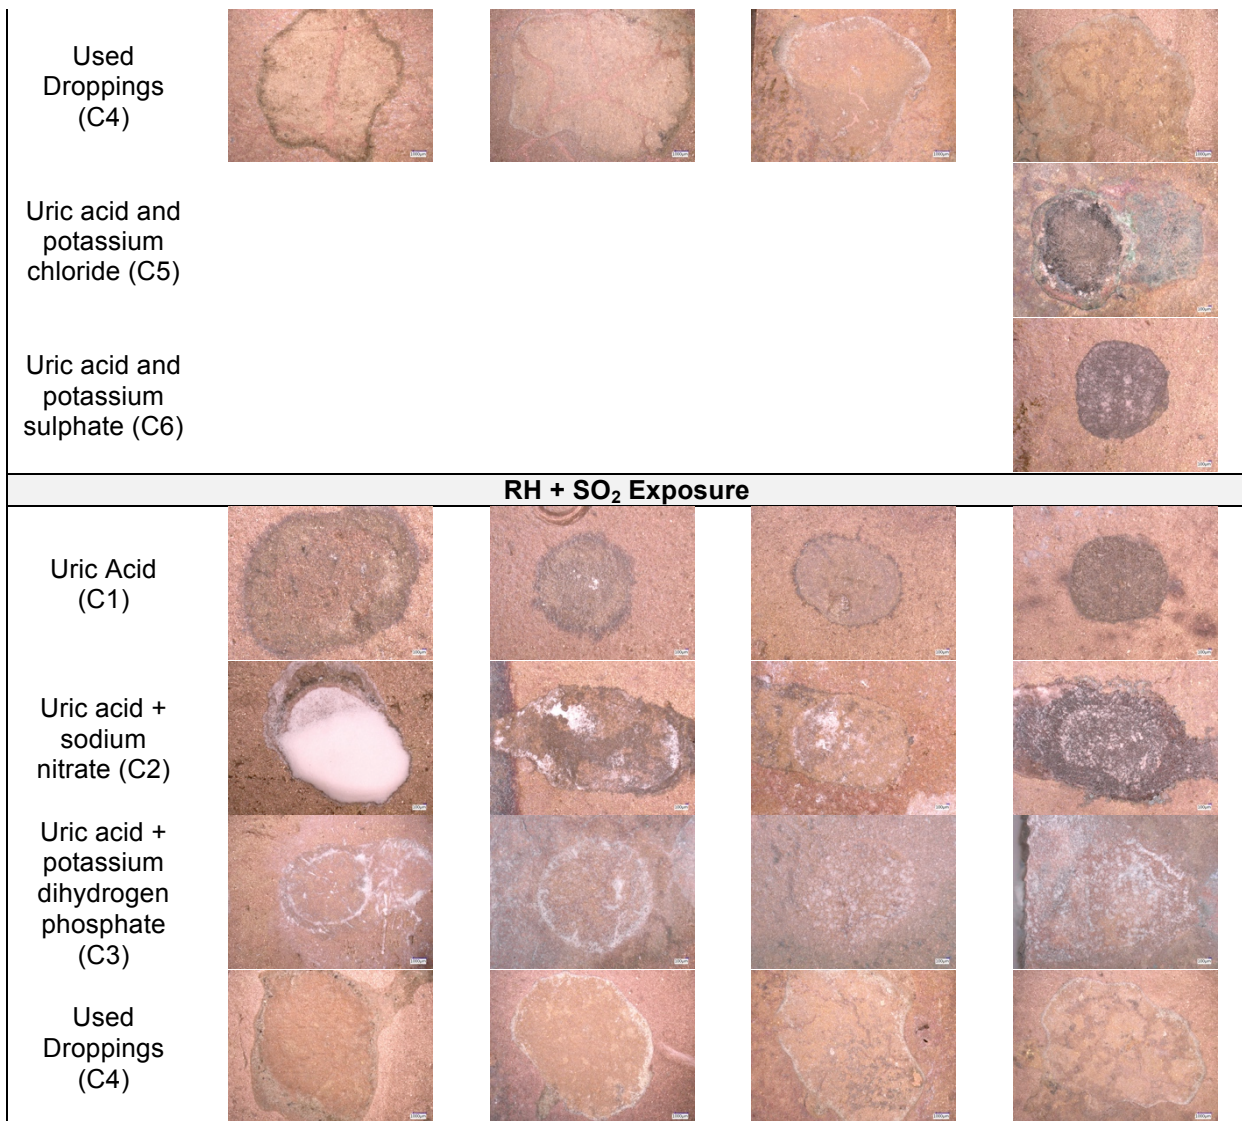 Used
Droppings
(C4)
Uric acid and
potassium
chloride (C5)
Uric acid and
potassium
sulphate (C6)
RH + SO₂ Exposure
Uric Acid
(C1)
Uric acid +
sodium
nitrate (C2)
Uric acid +
potassium
dihydrogen
phosphate
(C3)
Used
Droppings
(C4)